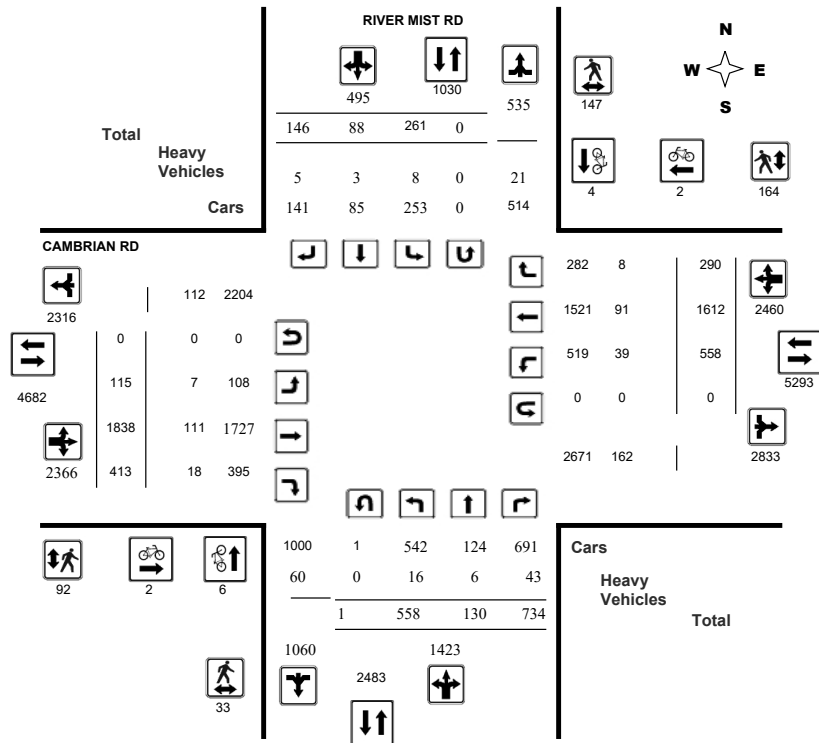 RIVER MIST RD
N
W E
S
495 1030 535 147
Total 146 88 261 0
Heavy
Vehicles 5 3 8 0 21
Cars 141 85 253 0 514
4 2 164
CAMBRIAN RD
2316 112 2204
0 0 0
4682 115 7 108
1838 111 1727
2366 413 18 395
282 8 290
1521 91 1612 2460
519 39 558
5293
0 0 0
2671 162 2833
92 2 6
1000 1 542 124 691 Cars
60 0 16 6 43 Heavy
Vehicles
1 558 130 734 Total
1060 1423
2483
33